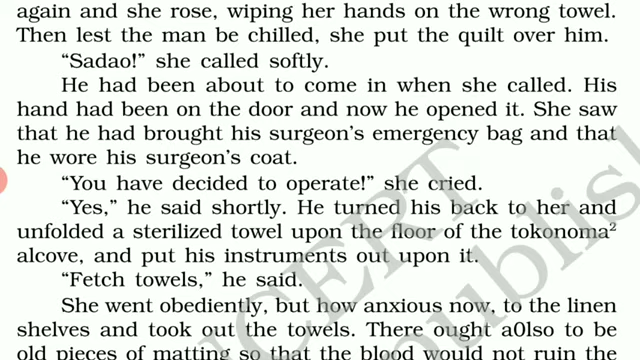 again and she rose, wiping her hands on the wrong towel.
Then lest the man be chilled, she put the quilt over him.
“Sadao!” she called softly.
He had been about to come in when she called. His
hand had been on the door and now he opened it. She saw
that he had brought his surgeon’s emergency bag and that
he wore his surgeon’s coat.
“You have decided to operate!” she cried.
“Yes,” he said shortly. He turned his back to her and
unfolded a sterilized towel upon the floor of the tokonoma²
alcove, and put his instruments out upon it.
“Fetch towels,” he said.
She went obediently, but how anxious now, to the linen
shelves and took out the towels. There ought a0lso to be
old pieces of matting so that the blood would not ruin the
NCERT
publish